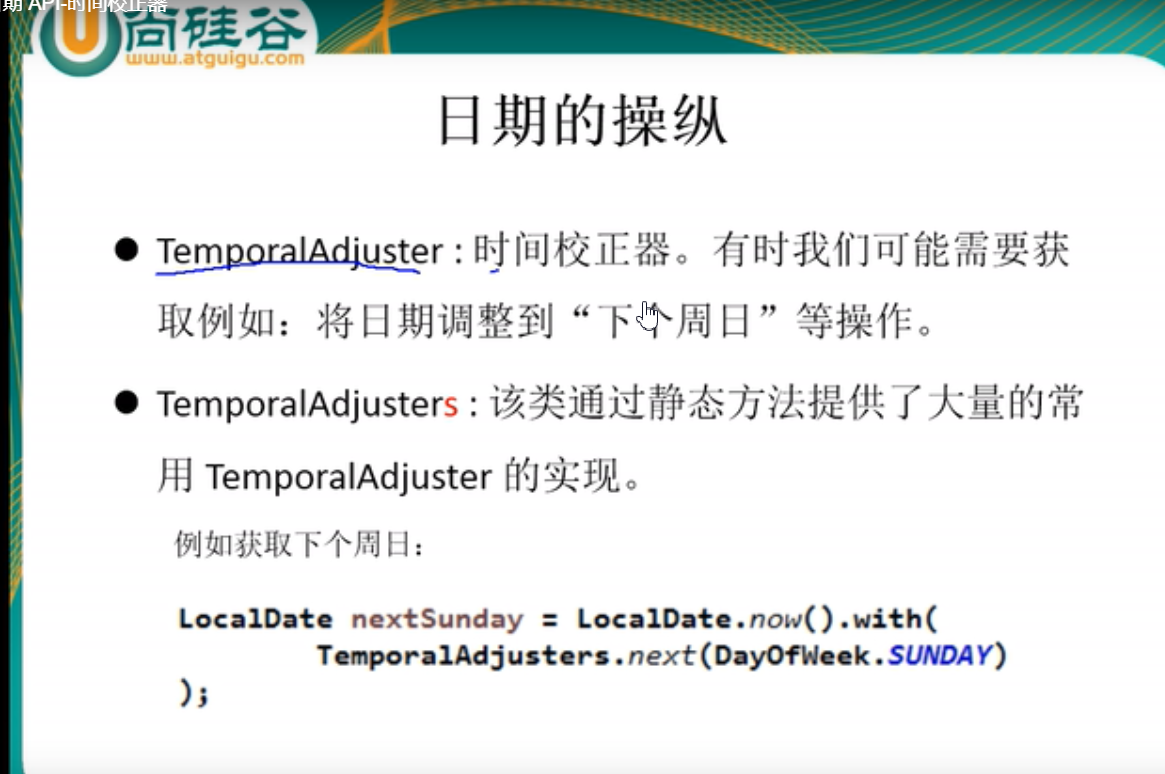 期 API-时间校正器
尚硅谷
www.atguigu.com
日期的操纵
● TemporalAdjuster : 时间校正器。有时我们可能需要获
取例如：将日期调整到“下个周日”等操作。
● TemporalAdjusters : 该类通过静态方法提供了大量的常
用 TemporalAdjuster 的实现。
例如获取下个周日：
LocalDate nextSunday = LocalDate.now().with(
TemporalAdjusters.next(DayOfWeek.SUNDAY)
);